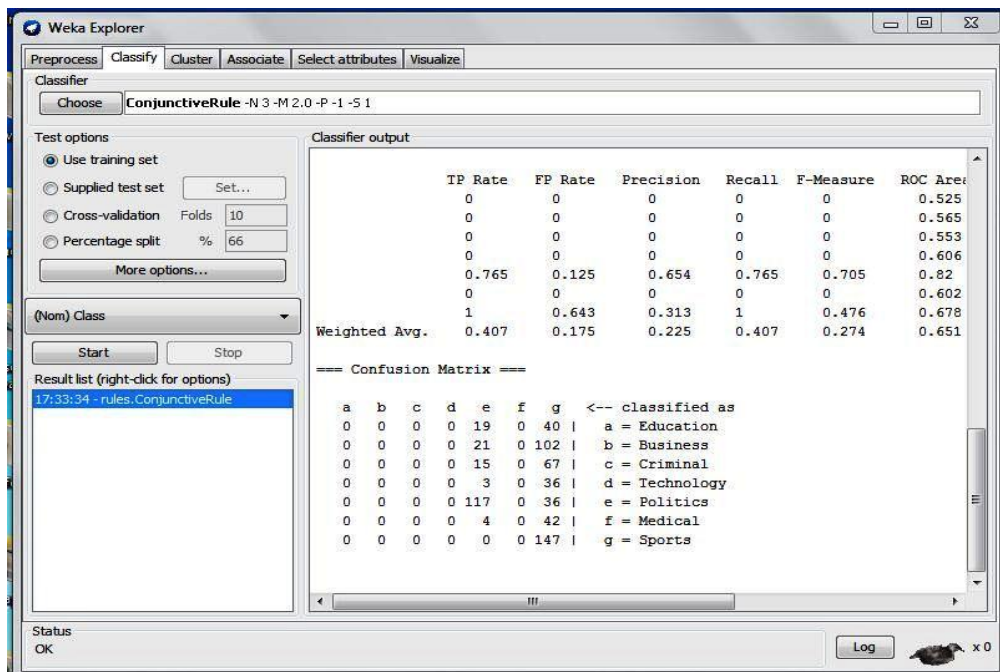 Weka Explorer
Preprocess Classify Cluster Associate Select attributes Visualize
Classifier
Choose ConjunctiveRule -N 3 -M 2.0 -P -1 -S 1
Test options
Use training set
Supplied test set Set...
Cross-validation Folds 10
Percentage split % 66
More options...
(Nom) Class
Start Stop
Result list (right-click for options)
17:33:34 - rules.ConjunctiveRule
Classifier output
TP Rate FP Rate Precision Recall F-Measure ROC Area
0 0 0 0 0 0.525
0 0 0 0 0 0.565
0 0 0 0 0 0.553
0 0 0 0 0 0.606
0.765 0.125 0.654 0.765 0.705 0.82
0 0 0 0 0 0.602
1 0.643 0.313 1 0.476 0.678
Weighted Avg. 0.407 0.175 0.225 0.407 0.274 0.651
=== Confusion Matrix ===
a b c d e f g <-- classified as
0 0 0 0 19 0 40 | a = Education
0 0 0 0 21 0 102 | b = Business
0 0 0 0 15 0 67 | c = Criminal
0 0 0 0 3 0 36 | d = Technology
0 0 0 0 117 0 36 | e = Politics
0 0 0 0 4 0 42 | f = Medical
0 0 0 0 0 0 147 | g = Sports
Status
OK
Log x 0